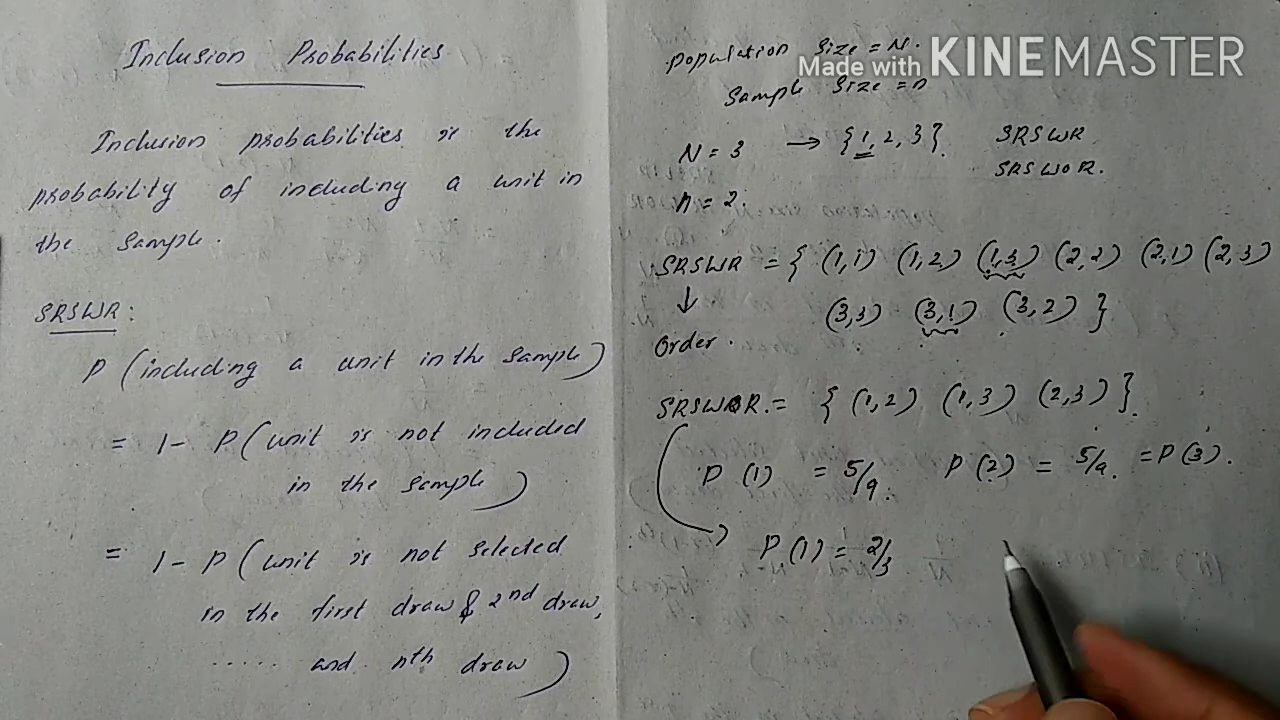 Inclusion Probabilities
Inclusion probabilities is the
probability of including a unit in
the sample.
SRSWR:
P (including a unit in the sample)
= 1 - P (unit is not included
in the sample)
= 1 - P (unit is not selected
in the first draw & 2nd draw,
..... and nth draw)
Population Size = N.
Made with KINEMASTER
Sample Size = n
N = 3 → {1, 2, 3} SRSWR
SRSWOR.
n = 2.
SRSWR = { (1,1) (1,2) (1,3) (2,2) (2,1) (2,3)
↓ (3,3) (3,1) (3,2) }
Order.
SRSWOR. = { (1,2) (1,3) (2,3) }.
P (1) = 5/9. P (2) = 5/9. = P (3).
P (1) = 2/3